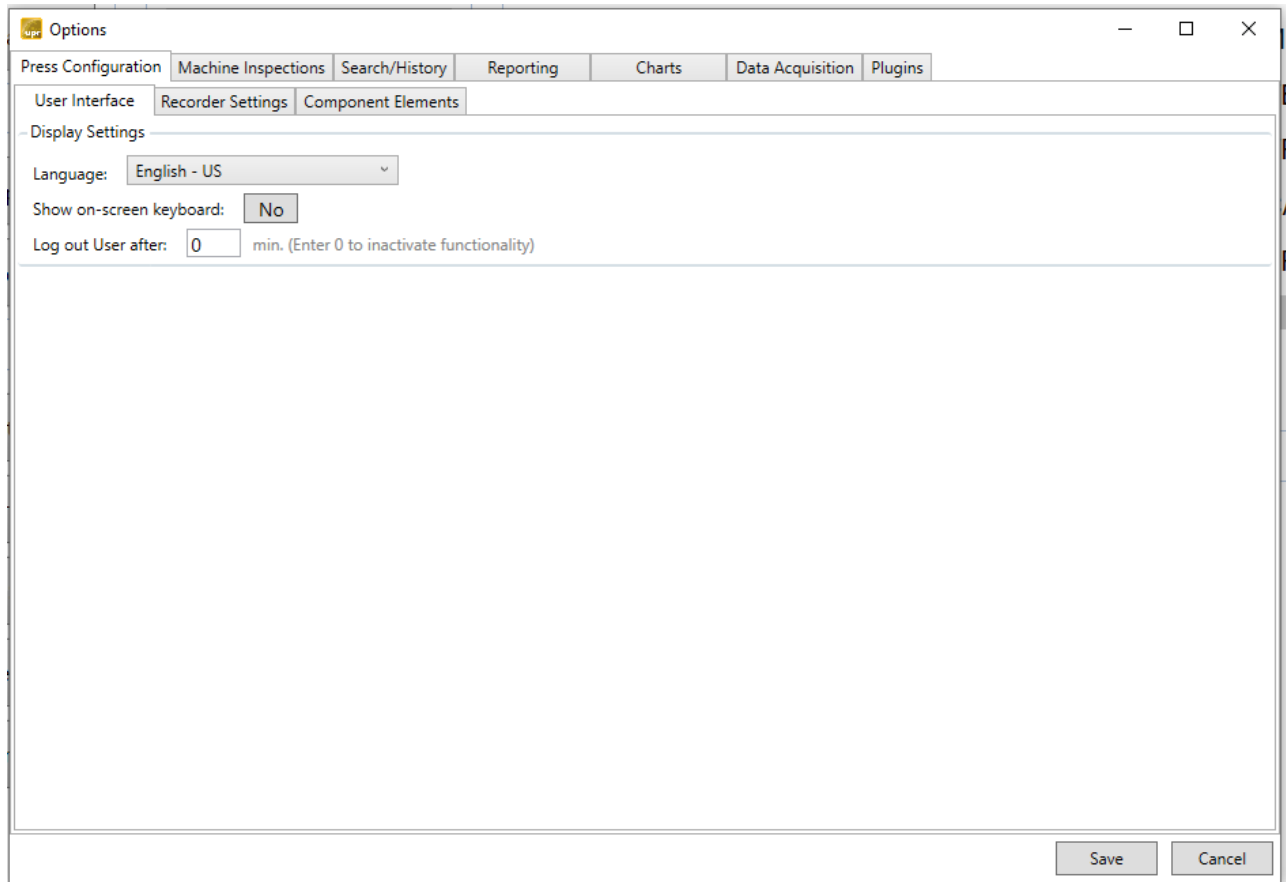 upr Options
Press Configuration Machine Inspections Search/History Reporting Charts Data Acquisition Plugins
User Interface Recorder Settings Component Elements
Display Settings
Language: English - US
Show on-screen keyboard: No
Log out User after: 0 min. (Enter 0 to inactivate functionality)
Save Cancel